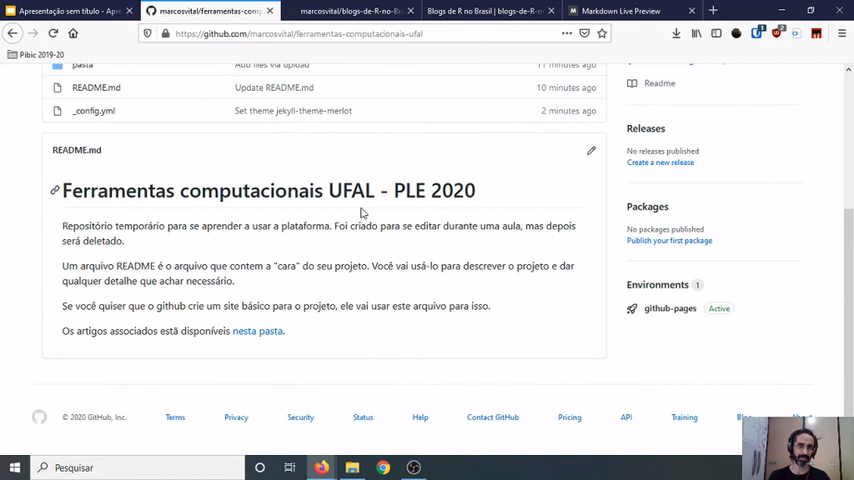 Apresentação sem título - Ap
marcosvital/ferramentas-comp
marcosvital/blogs-de-R-no-Br
Blogs de R no Brasil | blogs-de-R-
Markdown Live Preview
https://github.com/marcosvital/ferramentas-computacionais-ufal
Pibic 2019-20
pasta
Add files via upload
11 minutes ago
README.md
Update README.md
10 minutes ago
_config.yml
Set theme jekyll-theme-merlot
2 minutes ago
README.md
Ferramentas computacionais UFAL - PLE 2020
Repositório temporário para se aprender a usar a plataforma. Foi criado para se editar durante uma aula, mas depois
será deletado.
Um arquivo README é o arquivo que contem a "cara" do seu projeto. Você vai usá-lo para descrever o projeto e dar
qualquer detalhe que achar necessário.
Se você quiser que o github crie um site básico para o projeto, ele vai usar este arquivo para isso.
Os artigos associados estã disponíveis nesta pasta.
Readme
Releases
No releases published
Create a new release
Packages
No packages published
Publish your first package
Environments 1
github-pages
Active
© 2020 GitHub, Inc.
Terms
Privacy
Security
Status
Help
Contact GitHub
Pricing
API
Training
Pesquisar